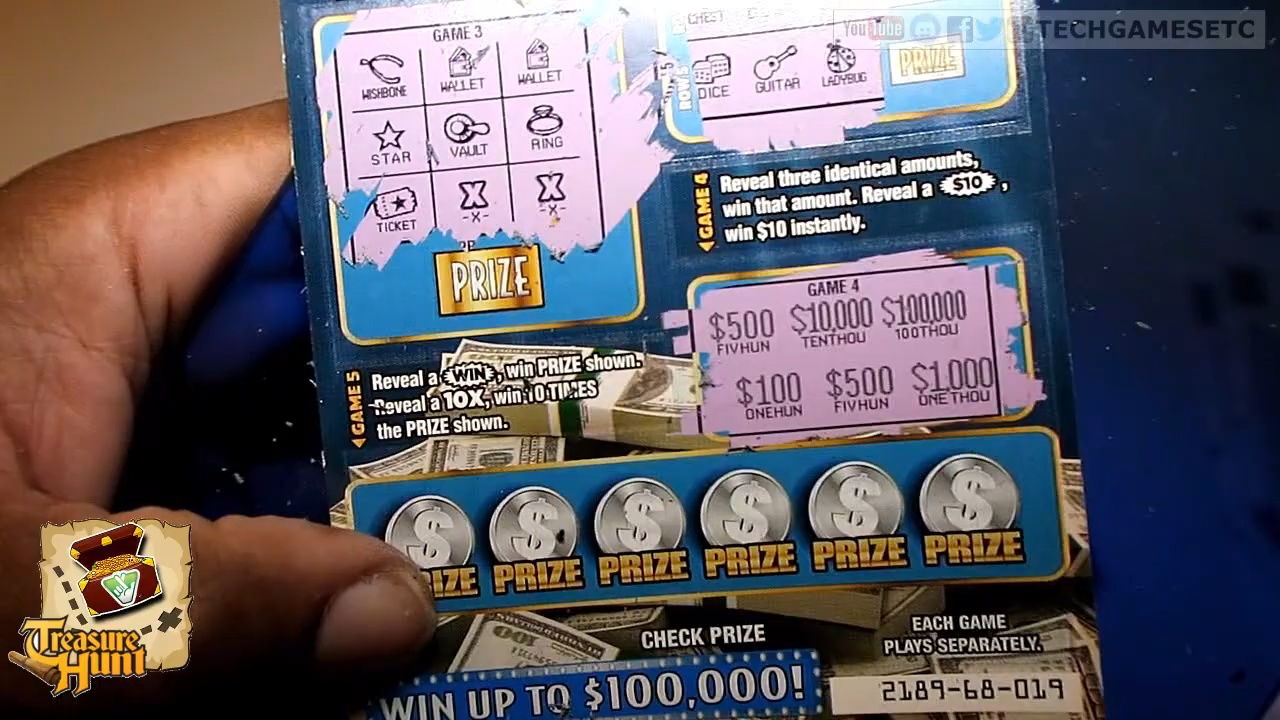 YouTube @TECHGAMESETC
GAME 3
WISHBONE WALLET WALLET
STAR VAULT RING
TICKET -X- -X-
PRIZE
CHEST
ROW 5
DICE GUITAR LADYBUG
PRIZE
GAME 4
Reveal three identical amounts,
win that amount. Reveal a $10 ,
win $10 instantly.
GAME 4
$500 $10,000 $100,000
FIVHUN TENTHOU 100THOU
$100 $500 $1,000
ONEHUN FIVHUN ONETHOU
GAME 5
Reveal a WIN, win PRIZE shown.
Reveal a 10X, win 10 TIMES
the PRIZE shown.
$ $ $ $ $ $
PRIZE PRIZE PRIZE PRIZE PRIZE PRIZE
CHECK PRIZE
EACH GAME
PLAYS SEPARATELY.
WIN UP TO $100,000!
2189-68-019
Treasure
Hunt